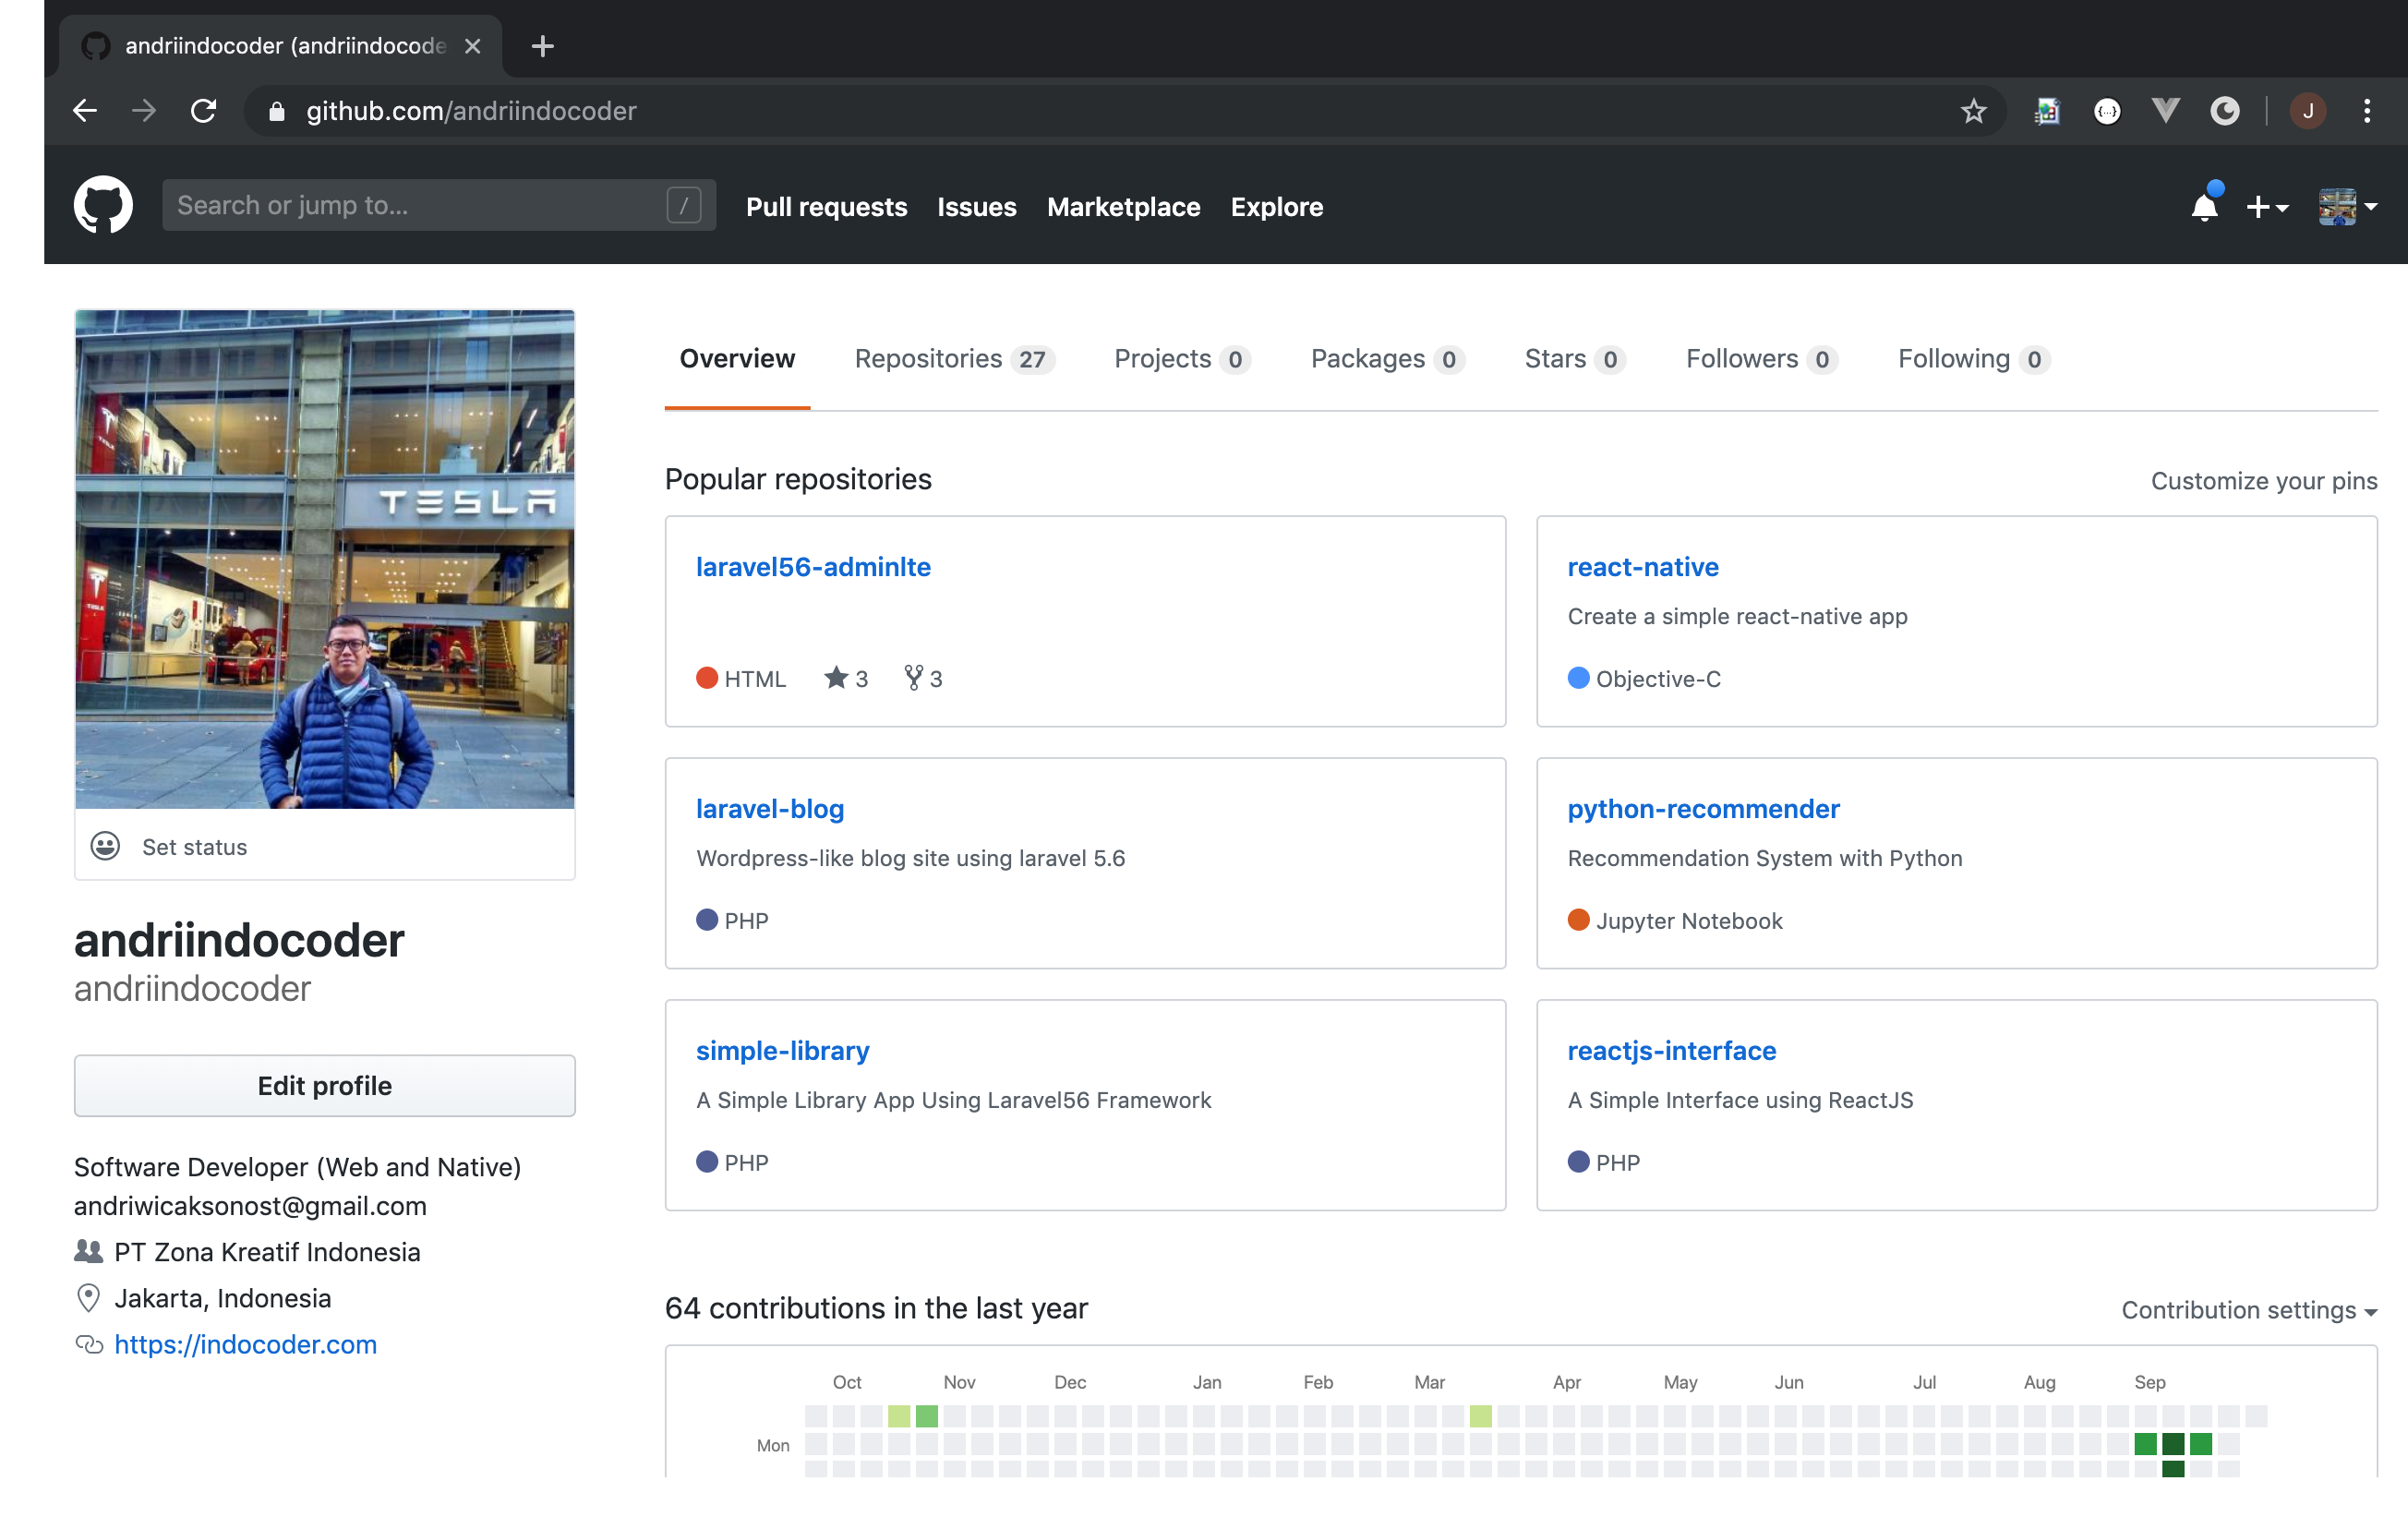 andriindocoder (andriindocode
github.com/andriindocoder
J
Search or jump to...
/
Pull requests
Issues
Marketplace
Explore
TESLA
Set status
andriindocoder
andriindocoder
Edit profile
Software Developer (Web and Native)
andriwicaksonost@gmail.com
PT Zona Kreatif Indonesia
Jakarta, Indonesia
https://indocoder.com
Overview
Repositories 27
Projects 0
Packages 0
Stars 0
Followers 0
Following 0
Popular repositories
Customize your pins
laravel56-adminlte
HTML 3 3
react-native
Create a simple react-native app
Objective-C
laravel-blog
Wordpress-like blog site using laravel 5.6
PHP
python-recommender
Recommendation System with Python
Jupyter Notebook
simple-library
A Simple Library App Using Laravel56 Framework
PHP
reactjs-interface
A Simple Interface using ReactJS
PHP
64 contributions in the last year
Contribution settings
Oct Nov Dec Jan Feb Mar Apr May Jun Jul Aug Sep
Mon